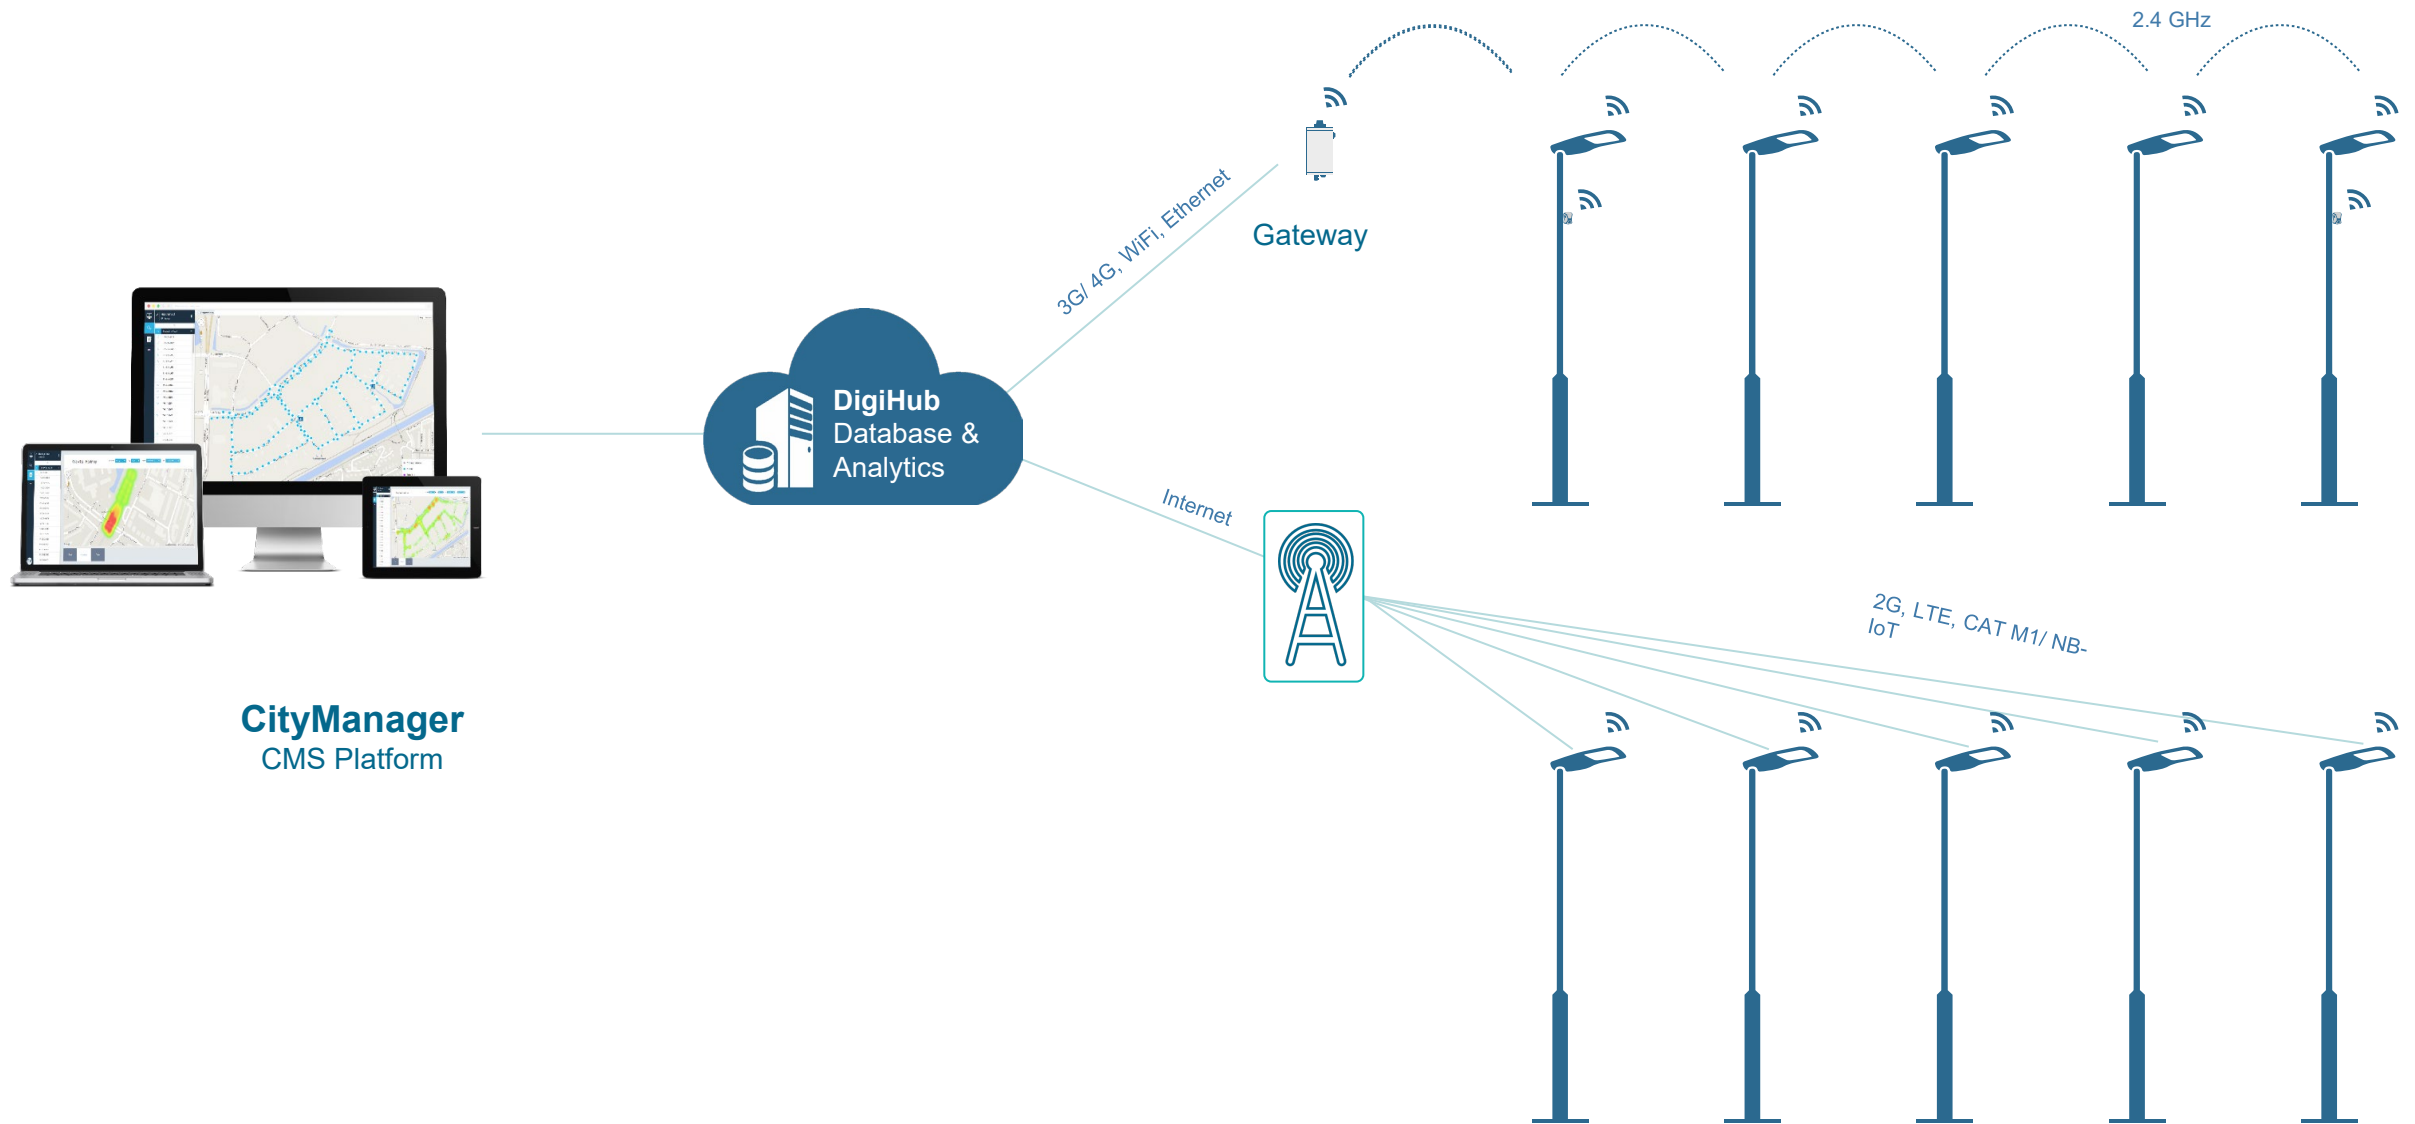 2.4 GHz
3G/ 4G, WiFi, Ethernet
Gateway
DigiHub
Database &
Analytics
Internet
2G, LTE, CAT M1/ NB-
IoT
CityManager
CMS Platform